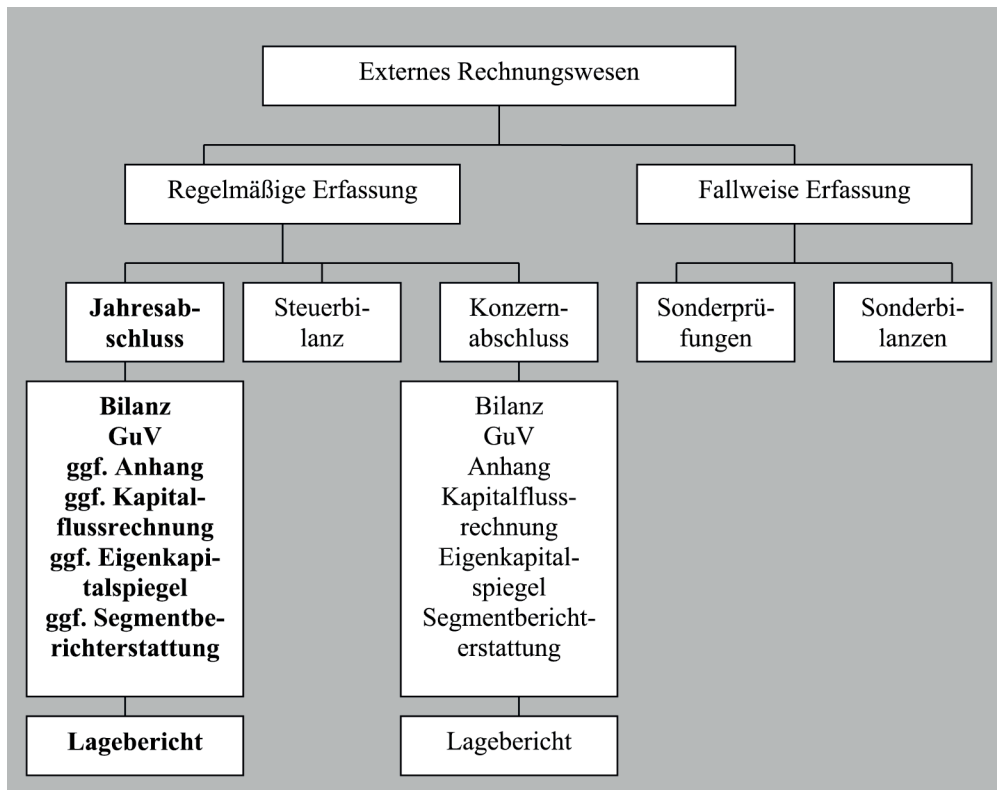 Externes Rechnungswesen
Regelmäßige Erfassung
Fallweise Erfassung
Jahresab-
schluss
Steuerbi-
lanz
Konzern-
abschluss
Sonderprü-
fungen
Sonderbi-
lanzen
Bilanz
GuV
ggf. Anhang
ggf. Kapital-
flussrechnung
ggf. Eigenkapi-
talspiegel
ggf. Segmentbe-
richterstattung
Bilanz
GuV
Anhang
Kapitalfluss-
rechnung
Eigenkapital-
spiegel
Segmentbericht-
erstattung
Lagebericht
Lagebericht